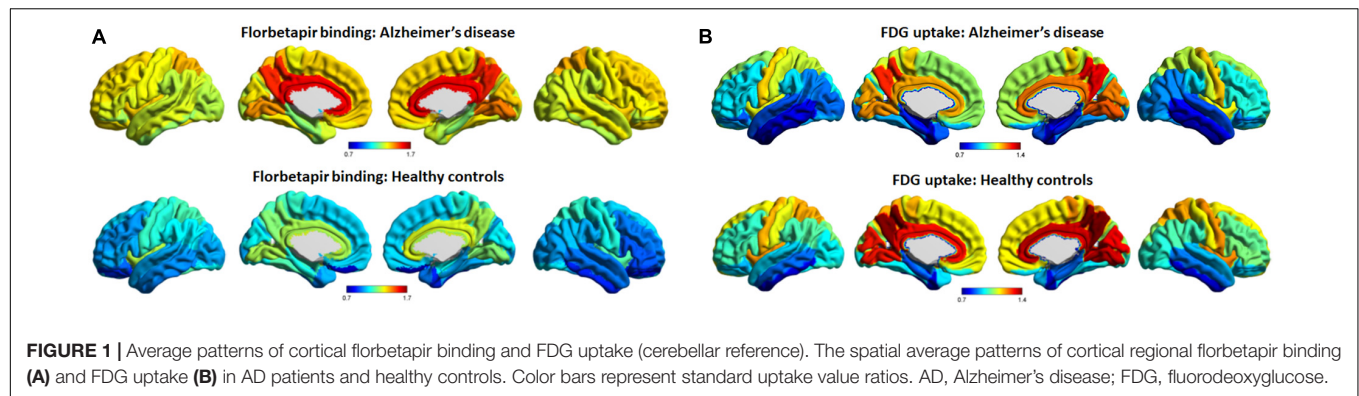 A
Florbetapir binding: Alzheimer's disease
0.7 1.7
Florbetapir binding: Healthy controls
0.7 1.7
B
FDG uptake: Alzheimer's disease
0.7 1.4
FDG uptake: Healthy controls
0.7 1.4
FIGURE 1 | Average patterns of cortical florbetapir binding and FDG uptake (cerebellar reference). The spatial average patterns of cortical regional florbetapir binding
(A) and FDG uptake (B) in AD patients and healthy controls. Color bars represent standard uptake value ratios. AD, Alzheimer's disease; FDG, fluorodeoxyglucose.